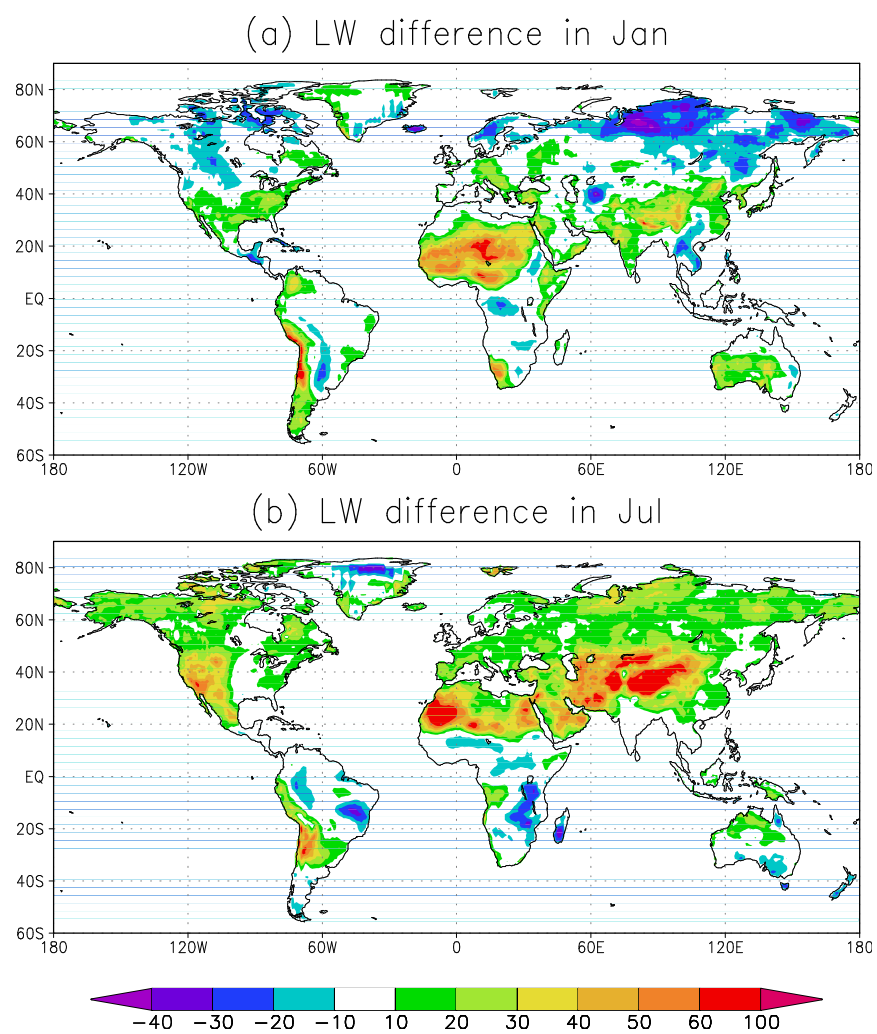 (a) LW difference in Jan
80N
60N
40N
20N
EQ
20S
40S
60S
180 120W 60W 0 60E 120E 180
(b) LW difference in Jul
80N
60N
40N
20N
EQ
20S
40S
60S
180 120W 60W 0 60E 120E 180
-40 -30 -20 -10 10 20 30 40 50 60 100